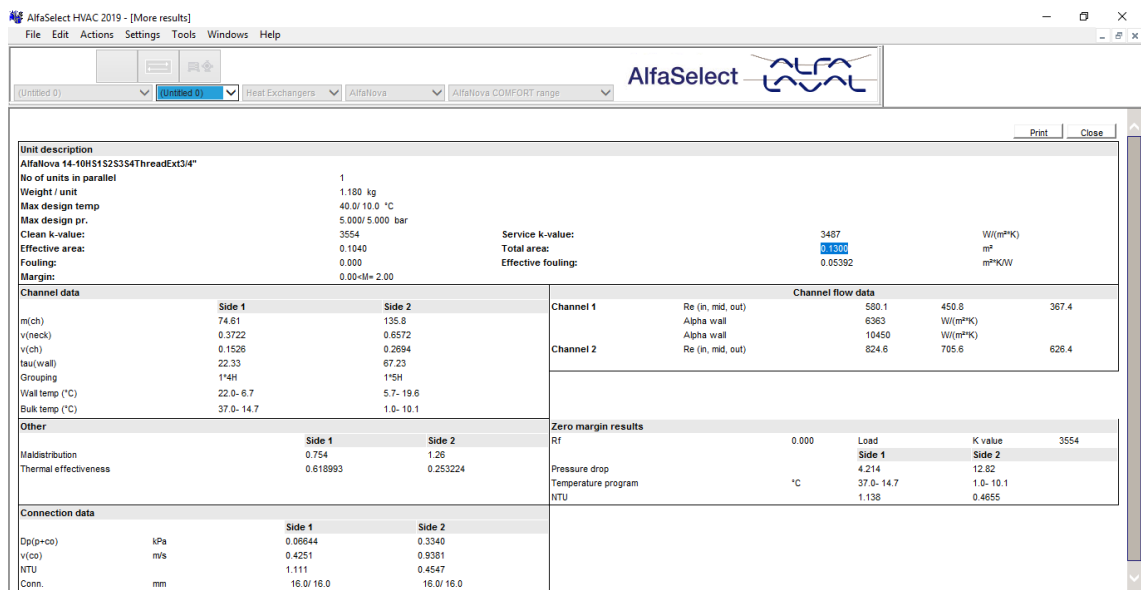 AlfaSelect HVAC 2019 - [More results]
File Edit Actions Settings Tools Windows Help
AlfaSelect ALFA LAVAL
(Untitled 0) (Untitled 0) Heat Exchangers AlfaNova AlfaNova COMFORT range
Print Close
Unit description
AlfaNova 14-10HS1S2S3S4ThreadExt3/4"
No of units in parallel 1
Weight / unit 1.180 kg
Max design temp 40.0/ 10.0 °C
Max design pr. 5.000/ 5.000 bar
Clean k-value: 3554 Service k-value: 3487 W/(m²*K)
Effective area: 0.1040 Total area: 0.1300 m²
Fouling: 0.000 Effective fouling: 0.05392 m²*K/W
Margin: 0.00<M= 2.00
Channel data Channel flow data
Side 1 Side 2 Channel 1 Re (in, mid, out) 580.1 450.8 367.4
m(ch) 74.61 135.8 Alpha wall 6363 W/(m²*K)
v(neck) 0.3722 0.6572 Alpha wall 10450 W/(m²*K)
v(ch) 0.1526 0.2694 Channel 2 Re (in, mid, out) 824.6 705.6 626.4
tau(wall) 22.33 67.23
Grouping 1*4H 1*5H
Wall temp (°C) 22.0- 6.7 5.7- 19.6
Bulk temp (°C) 37.0- 14.7 1.0- 10.1
Other Zero margin results
Side 1 Side 2 Rf 0.000 Load K value 3554
Maldistribution 0.754 1.26 Side 1 Side 2
Thermal effectiveness 0.618993 0.253224 Pressure drop 4.214 12.82
Temperature program °C 37.0- 14.7 1.0- 10.1
NTU 1.138 0.4655
Connection data
Side 1 Side 2
Dp(p+co) kPa 0.06644 0.3340
v(co) m/s 0.4251 0.9381
NTU 1.111 0.4547
Conn. mm 16.0/ 16.0 16.0/ 16.0